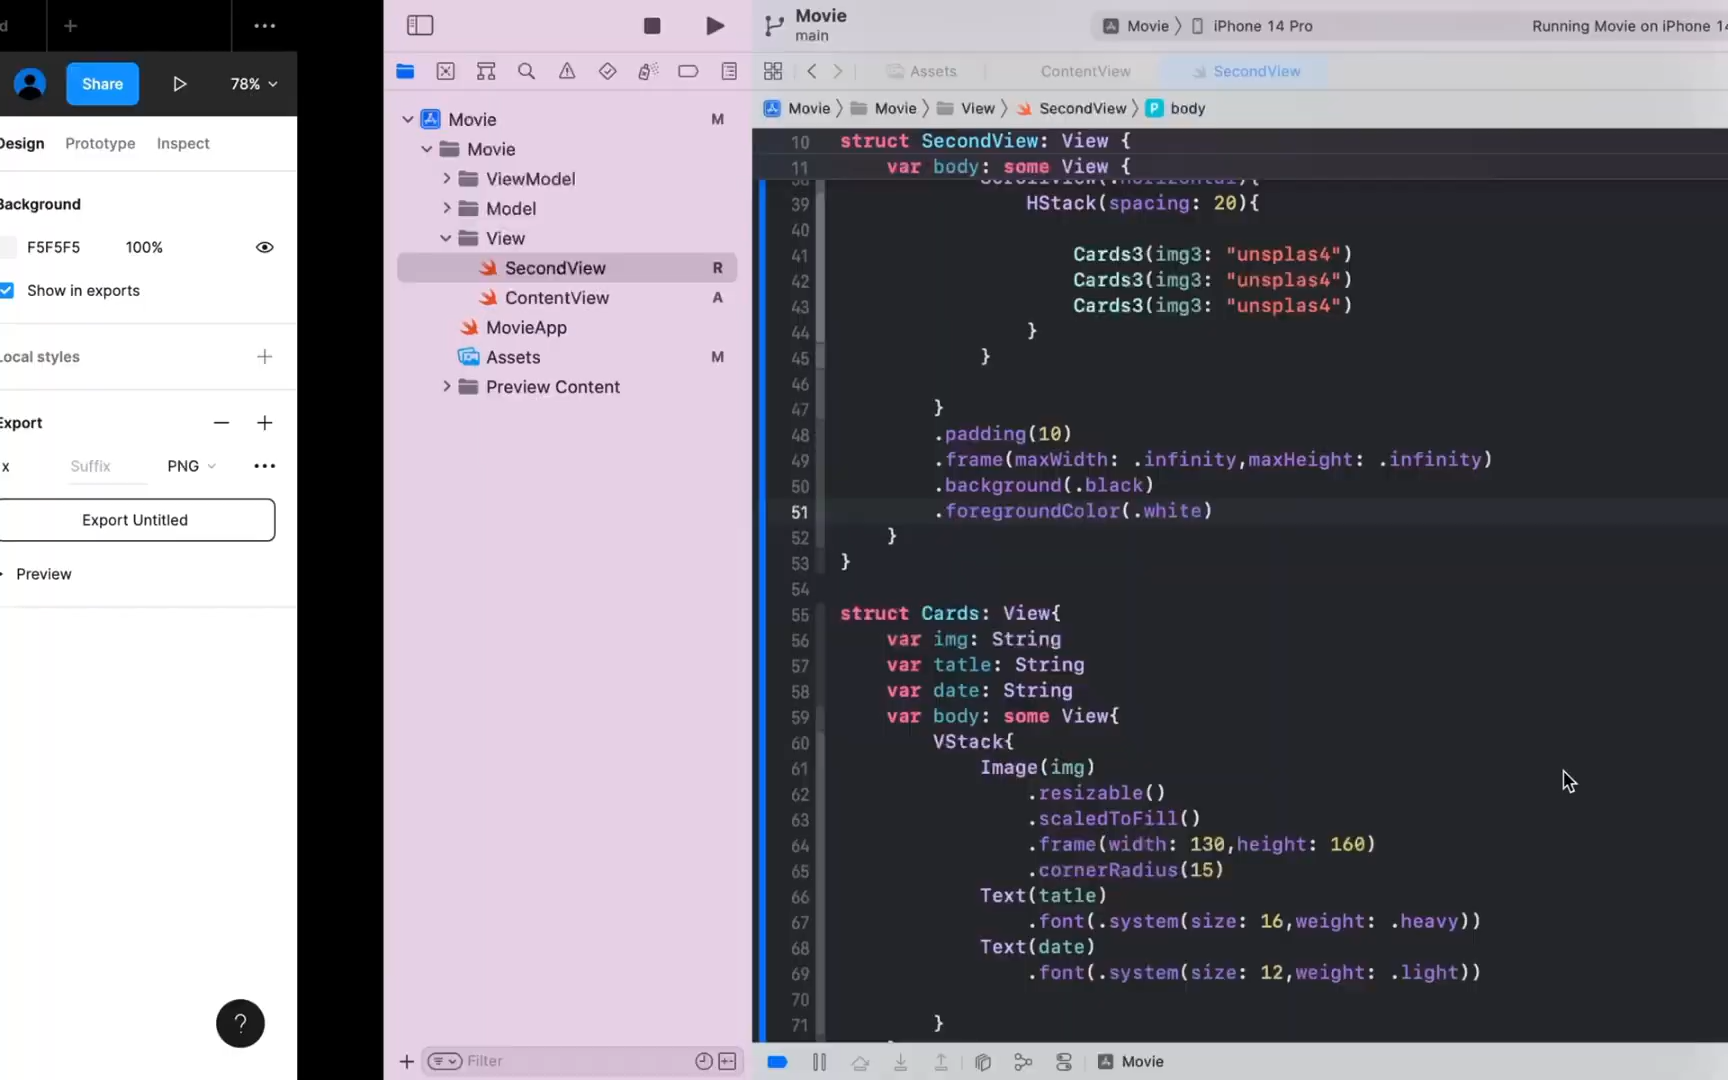 Share
78%
Design Prototype Inspect
Background
F5F5F5 100%
Show in exports
Local styles
Export
x Suffix PNG
Export Untitled
Preview
?
Movie M
Movie
ViewModel
Model
View
SecondView R
ContentView A
MovieApp
Assets M
Preview Content
Filter
Movie
main
Movie iPhone 14 Pro
Running Movie on iPhone 14
Assets ContentView SecondView
Movie Movie View SecondView P body
10 struct SecondView: View {
11 var body: some View {
38 ScrollView(.horizontal){
39 HStack(spacing: 20){
40
41 Cards3(img3: "unsplas4")
42 Cards3(img3: "unsplas4")
43 Cards3(img3: "unsplas4")
44 }
45 }
46
47 }
48 .padding(10)
49 .frame(maxWidth: .infinity,maxHeight: .infinity)
50 .background(.black)
51 .foregroundColor(.white)
52 }
53 }
54
55 struct Cards: View{
56 var img: String
57 var tatle: String
58 var date: String
59 var body: some View{
60 VStack{
61 Image(img)
62 .resizable()
63 .scaledToFill()
64 .frame(width: 130,height: 160)
65 .cornerRadius(15)
66 Text(tatle)
67 .font(.system(size: 16,weight: .heavy))
68 Text(date)
69 .font(.system(size: 12,weight: .light))
70
71 }
Movie